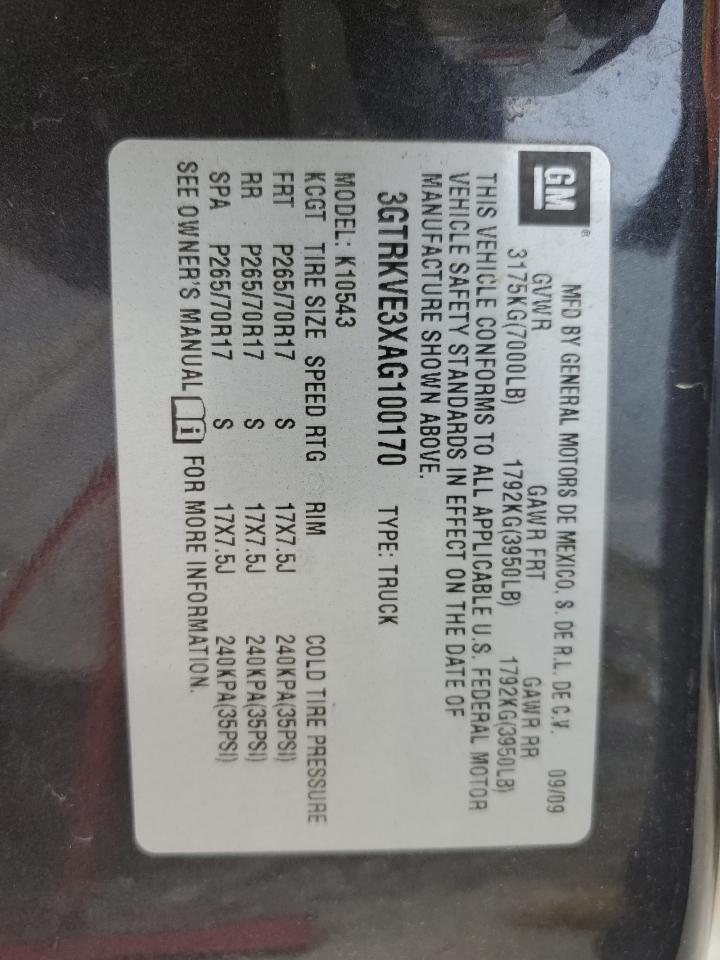 GM
MFD BY GENERAL MOTORS DE MEXICO, S. DE R.L. DE C.V. 09/09
GVWR GAWR FRT GAWR RR
3175KG(7000LB) 1792KG(3950LB) 1792KG(3950LB)
THIS VEHICLE CONFORMS TO ALL APPLICABLE U.S. FEDERAL MOTOR
VEHICLE SAFETY STANDARDS IN EFFECT ON THE DATE OF
MANUFACTURE SHOWN ABOVE.
3GTRKVE3XAG100170 TYPE: TRUCK
MODEL: K10543
KCGT TIRE SIZE SPEED RTG RIM COLD TIRE PRESSURE
FRT P265/70R17 S 17X7.5J 240KPA(35PSI)
RR P265/70R17 S 17X7.5J 240KPA(35PSI)
SPA P265/70R17 S 17X7.5J 240KPA(35PSI)
SEE OWNER'S MANUAL i FOR MORE INFORMATION.